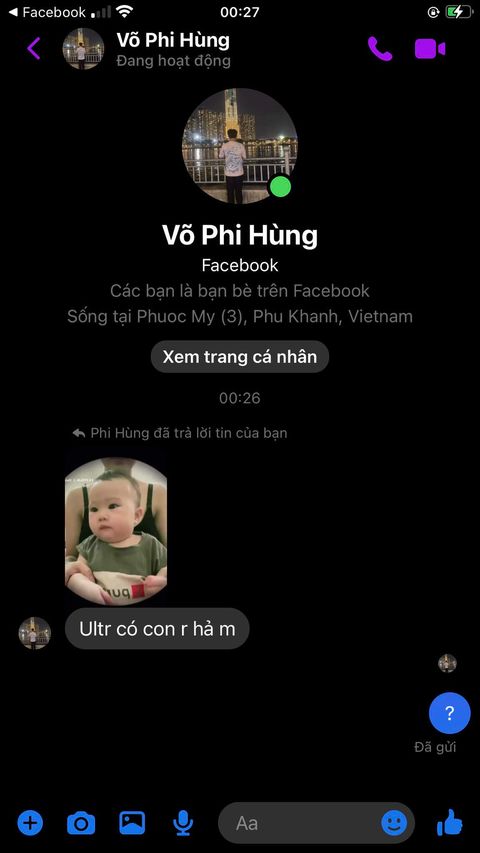 Facebook
00:27
Võ Phi Hùng
Đang hoạt động
Võ Phi Hùng
Facebook
Các bạn là bạn bè trên Facebook
Sống tại Phuoc My (3), Phu Khanh, Vietnam
Xem trang cá nhân
00:26
Phi Hùng đã trả lời tin của bạn
Ultr có con r hả m
?
Đã gửi
Aa